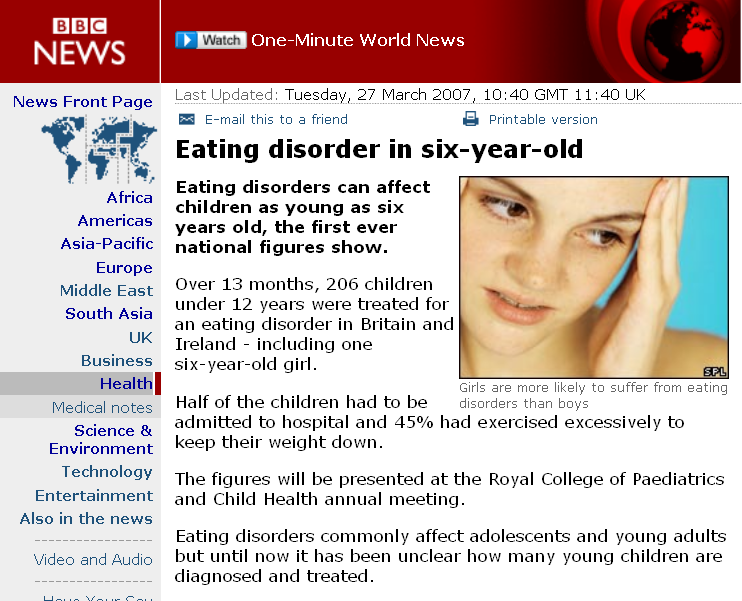 BBC
NEWS
Watch One-Minute World News
News Front Page
Africa
Americas
Asia-Pacific
Europe
Middle East
South Asia
UK
Business
Health
Medical notes
Science &
Environment
Technology
Entertainment
Also in the news
Video and Audio
Have Your Say
Last Updated: Tuesday, 27 March 2007, 10:40 GMT 11:40 UK
E-mail this to a friend
Printable version
Eating disorder in six-year-old
Eating disorders can affect
children as young as six
years old, the first ever
national figures show.
SPL
Girls are more likely to suffer from eating
disorders than boys
Over 13 months, 206 children
under 12 years were treated for
an eating disorder in Britain and
Ireland - including one
six-year-old girl.
Half of the children had to be
admitted to hospital and 45% had exercised excessively to
keep their weight down.
The figures will be presented at the Royal College of Paediatrics
and Child Health annual meeting.
Eating disorders commonly affect adolescents and young adults
but until now it has been unclear how many young children are
diagnosed and treated.